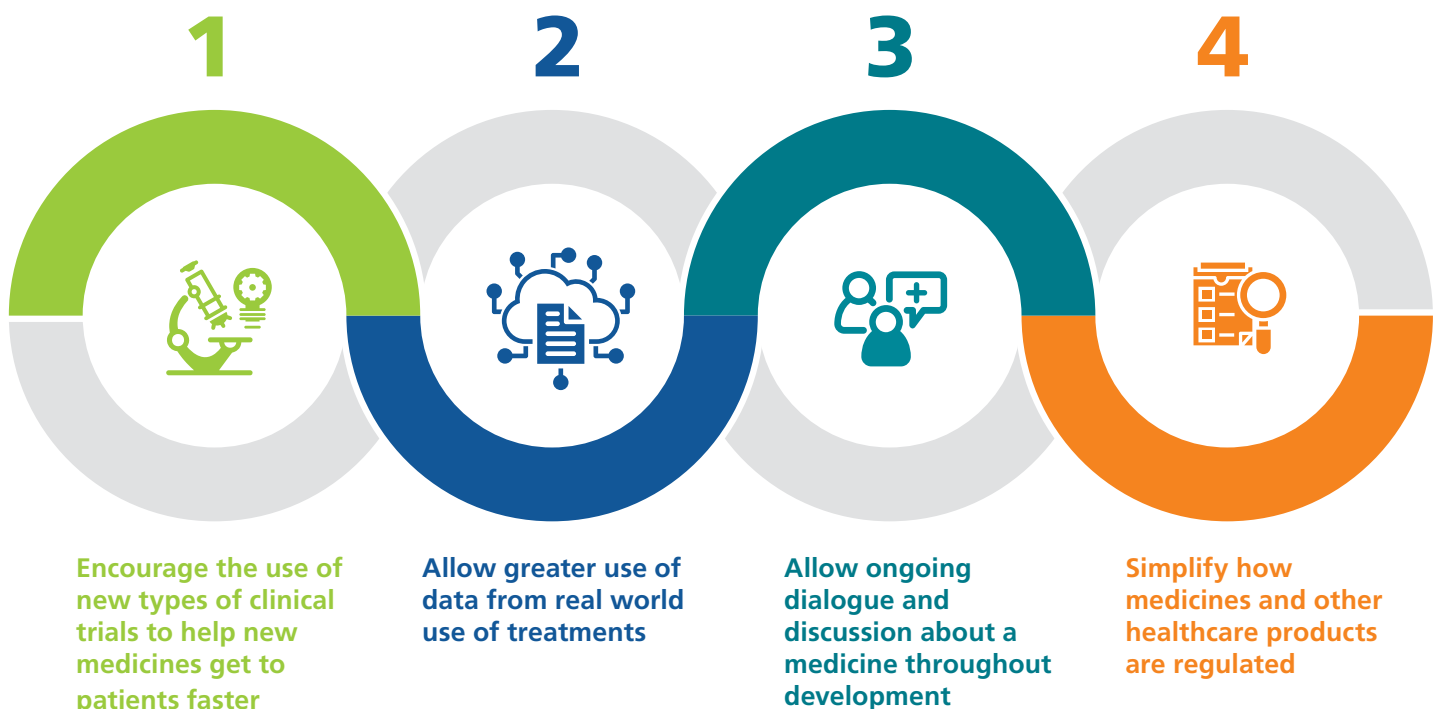 1
2
3
4
Encourage the use of
new types of clinical
trials to help new
medicines get to
patients faster
Allow greater use of
data from real world
use of treatments
Allow ongoing
dialogue and
discussion about a
medicine throughout
development
Simplify how
medicines and other
healthcare products
are regulated